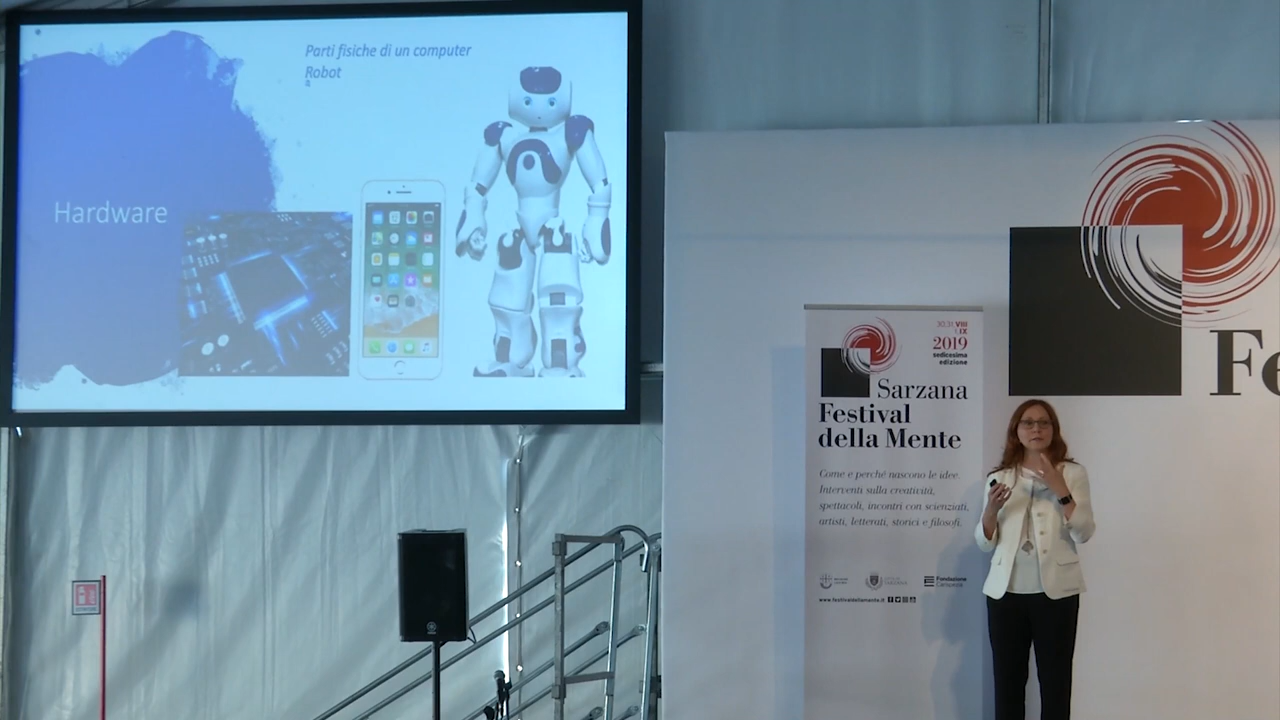 Parti fisiche di un computer
Robot
Hardware
30.31.VIII
1.IX
2019
sedicesima
edizione
Sarzana
Festival
della Mente
Come e perché nascono le idee.
Interventi sulla creatività,
spettacoli, incontri con scienziati,
artisti, letterati, storici e filosofi.
Fondazione
Carispezia
www.festivaldellamente.it
Fe